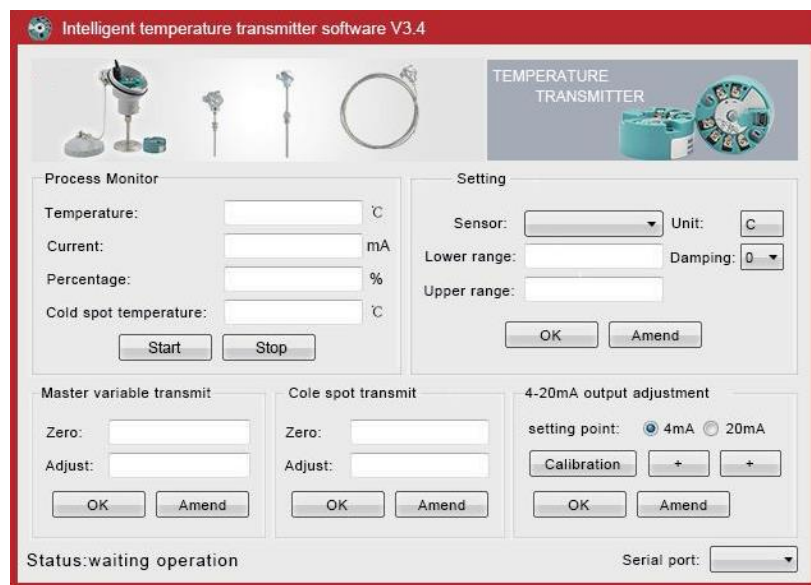 Intelligent temperature transmitter software V3.4
TEMPERATURE
TRANSMITTER
Process Monitor
Temperature: ℃
Current: mA
Percentage: %
Cold spot temperature: ℃
Start Stop
Setting
Sensor: Unit: C
Lower range: Damping: 0
Upper range:
OK Amend
Master variable transmit
Zero:
Adjust:
OK Amend
Cole spot transmit
Zero:
Adjust:
OK Amend
4-20mA output adjustment
setting point: 4mA 20mA
Calibration + +
OK Amend
Status:waiting operation
Serial port: